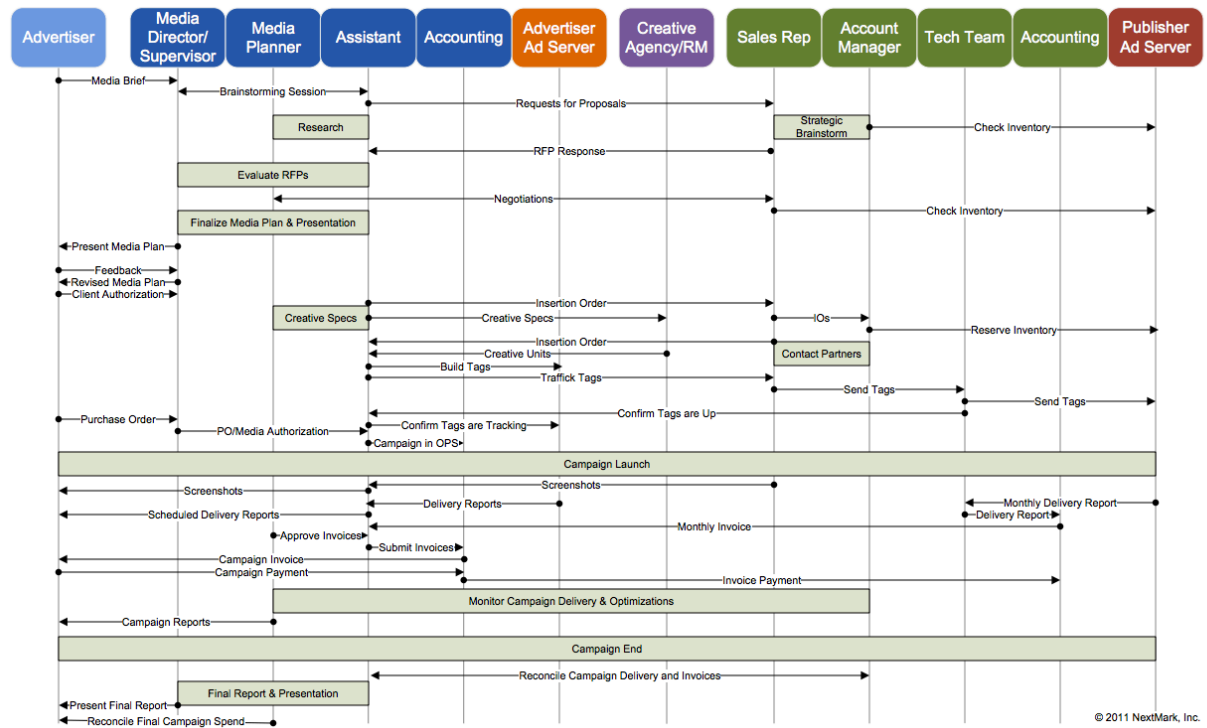 Advertiser
Media
Director/
Supervisor
Media
Planner
Assistant
Accounting
Advertiser
Ad Server
Creative
Agency/RM
Sales Rep
Account
Manager
Tech Team
Accounting
Publisher
Ad Server
Media Brief
Brainstorming Session
Requests for Proposals
Research
Strategic
Brainstorm
Check Inventory
RFP Response
Evaluate RFPs
Negotiations
Finalize Media Plan & Presentation
Check Inventory
Present Media Plan
Feedback
Revised Media Plan
Client Authorization
Insertion Order
Creative Specs
Creative Specs
IOs
Reserve Inventory
Insertion Order
Creative Units
Contact Partners
Build Tags
Traffick Tags
Send Tags
Send Tags
Purchase Order
Confirm Tags are Up
PO/Media Authorization
Confirm Tags are Tracking
Campaign in OPS
Campaign Launch
Screenshots
Screenshots
Delivery Reports
Monthly Delivery Report
Scheduled Delivery Reports
Delivery Report
Monthly Invoice
Approve Invoices
Submit Invoices
Campaign Invoice
Campaign Payment
Invoice Payment
Monitor Campaign Delivery & Optimizations
Campaign Reports
Campaign End
Reconcile Campaign Delivery and Invoices
Final Report & Presentation
Present Final Report
Reconcile Final Campaign Spend
© 2011 NextMark, Inc.